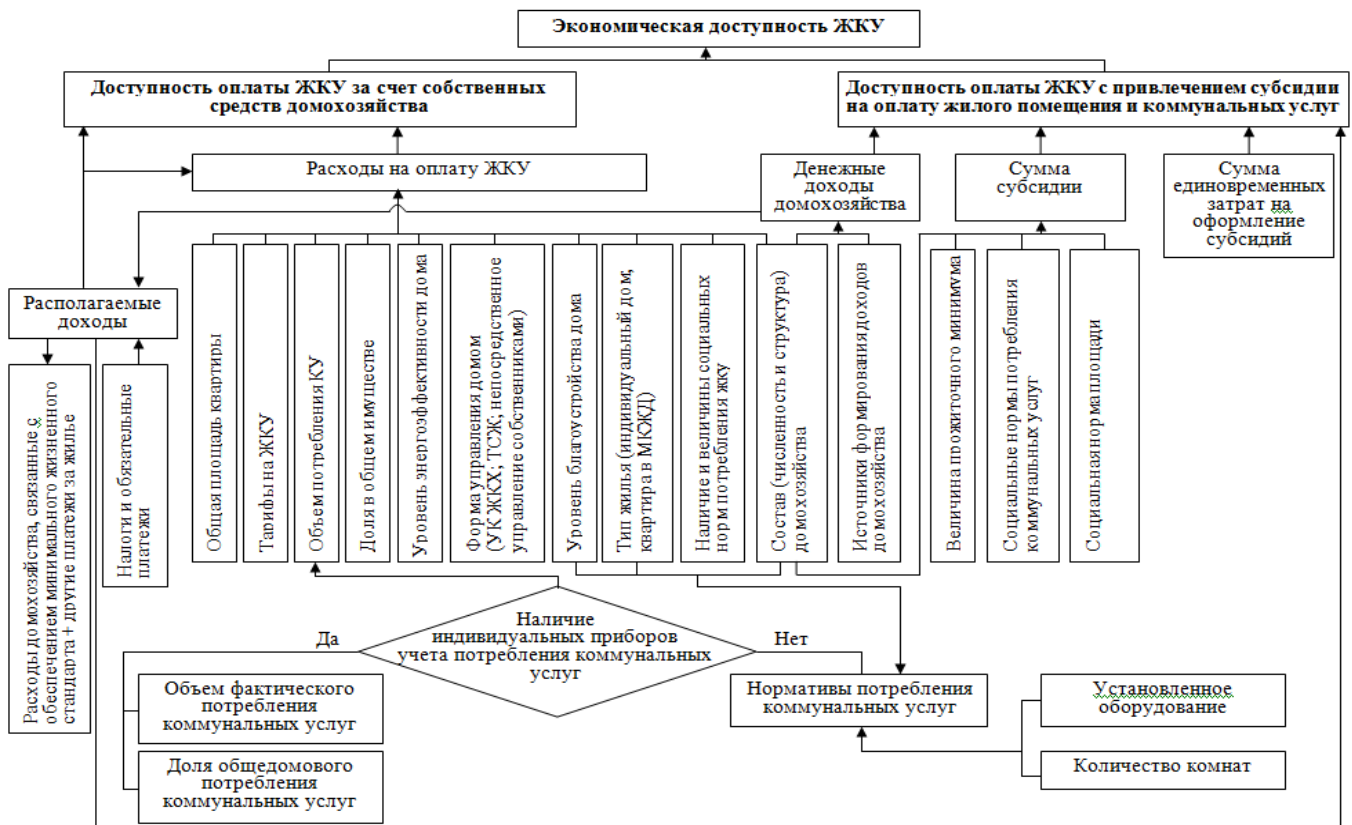 Экономическая доступность ЖКУ
Доступность оплаты ЖКУ за счет собственных
средств домохозяйства
Доступность оплаты ЖКУ с привлечением субсидии
на оплату жилого помещения и коммунальных услуг
Расходы на оплату ЖКУ
Денежные
доходы
домохозяйства
Сумма
субсидии
Сумма
единовременных
затрат на
оформление
субсидий
Располагаемые
доходы
Расходы домохозяйства, связанные с
обеспечением минимального жизненного
стандарта + другие платежи за жилье
Налоги и обязательные
платежи
Общая площадь квартиры
Тарифы на ЖКУ
Объем потребления КУ
Доля в общем имуществе
Уровень энергоэффективности дома
Форма управления домом
(УК ЖКХ; ТСЖ; непосредственное
управление собственниками)
Уровень благоустройства дома
Тип жилья (индивидуальный дом,
квартира в МКЖД)
Наличие и величины социальных
норм потребления жку
Состав (численность и структура)
домохозяйства
Источники формирования доходов
домохозяйства
Величина прожиточного минимума
Социальные нормы потребления
коммунальных услуг
Социальная норма площади
Наличие
индивидуальных приборов
учета потребления коммунальных
услуг
Да
Нет
Объем фактического
потребления
коммунальных услуг
Доля общедомового
потребления
коммунальных услуг
Нормативы потребления
коммунальных услуг
Установленное
оборудование
Количество комнат